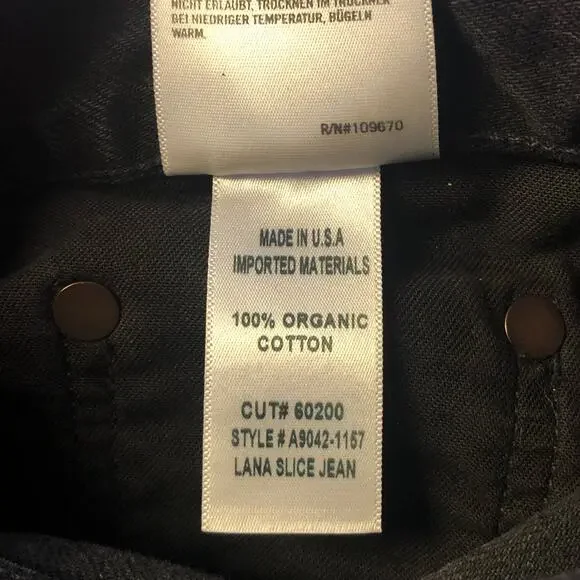 NICHT ERLAUBT, TROCKNEN IM TROCKNER
BEI NIEDRIGER TEMPERATUR, BÜGELN
WARM.
R/N#109670
MADE IN U.S.A
IMPORTED MATERIALS
100% ORGANIC
COTTON
CUT# 60200
STYLE # A9042-1157
LANA SLICE JEAN